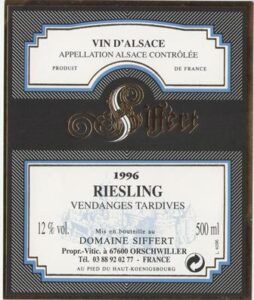 VIN D'ALSACE
APPELLATION ALSACE CONTRÔLÉE
PRODUIT DE FRANCE
Siffert
1996
RIESLING
VENDANGES TARDIVES
12 % vol. Mis en bouteille au 500 ml
DOMAINE SIFFERT
Propr.-Vitic. à 67600 ORSCHWILLER
Tél. 03 88 92 02 77 - FRANCE
AU PIED DU HAUT-KOENIGSBOURG